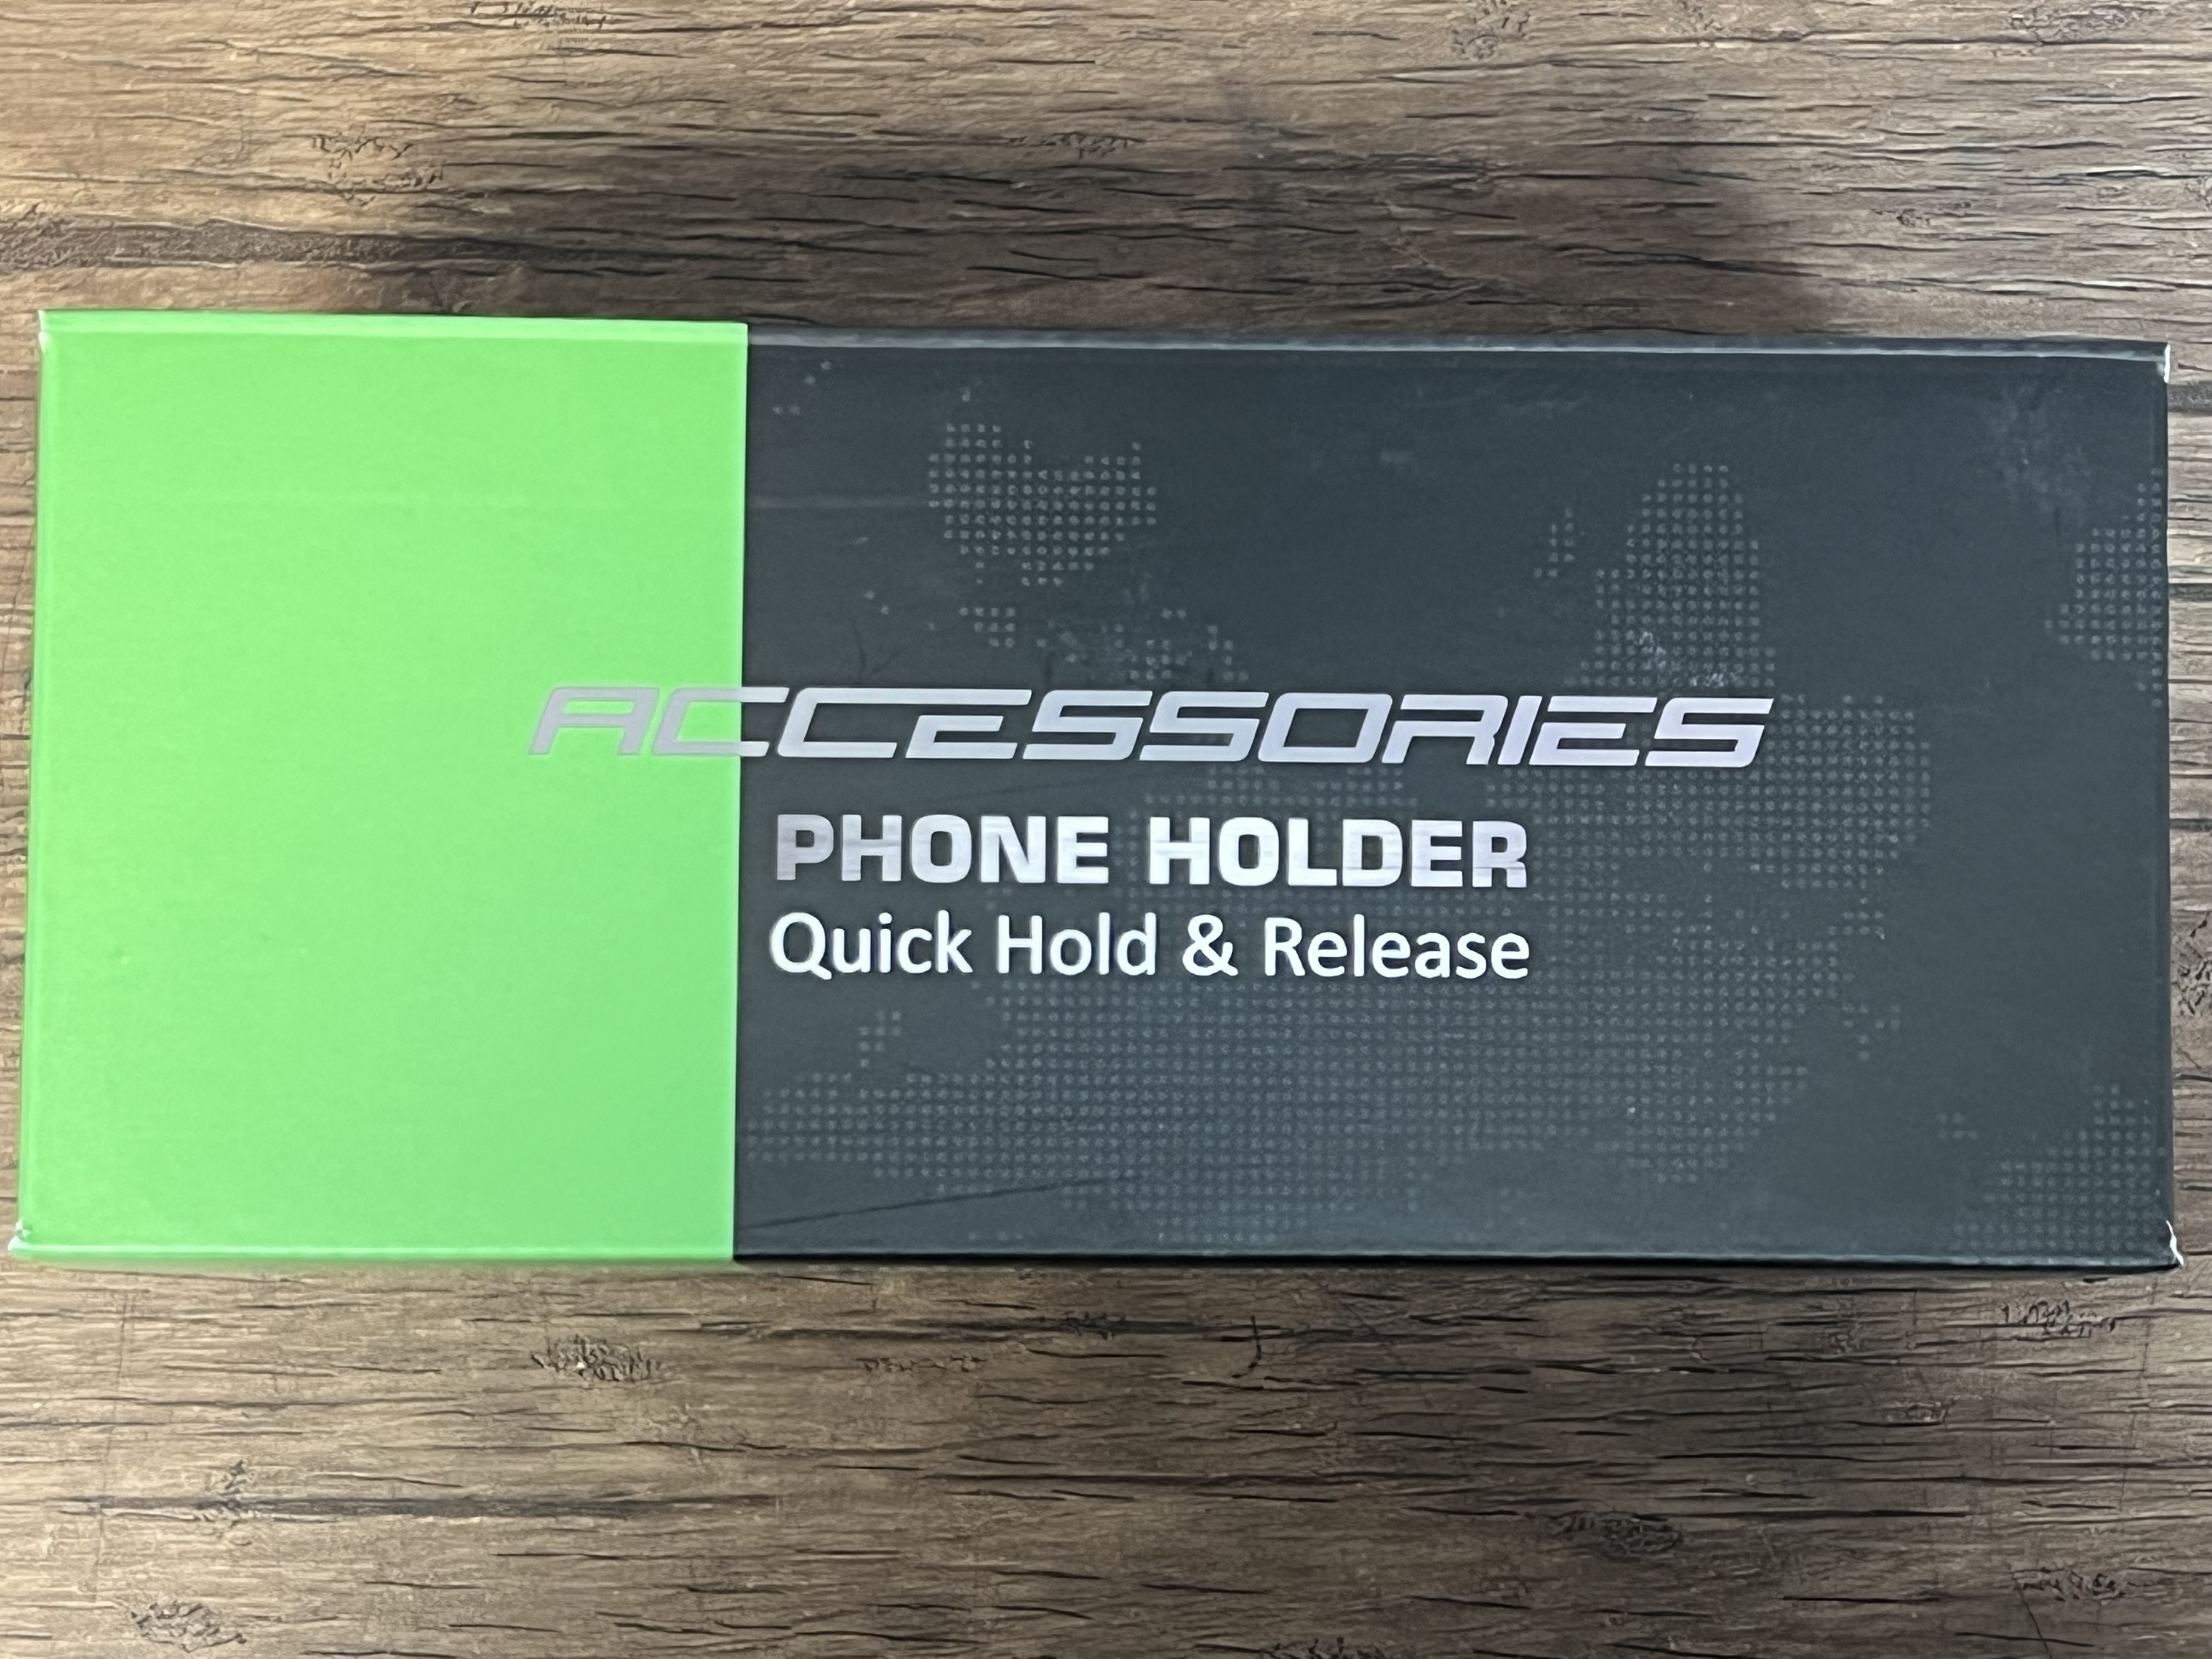 ACCESSORIES
PHONE HOLDER
Quick Hold & Release